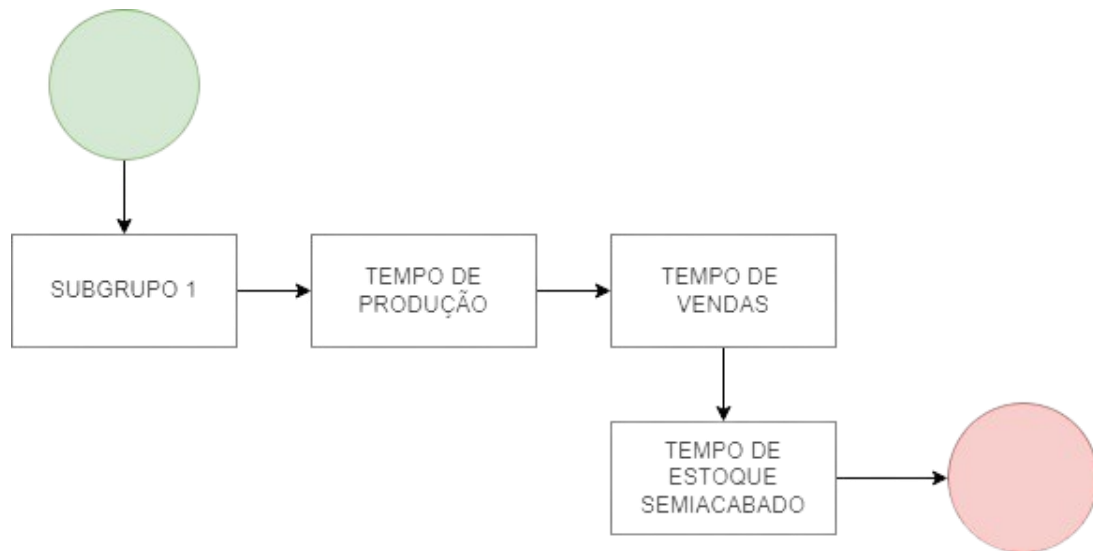 SUBGRUPO 1
TEMPO DE
PRODUÇÃO
TEMPO DE
VENDAS
TEMPO DE
ESTOQUE
SEMIACABADO